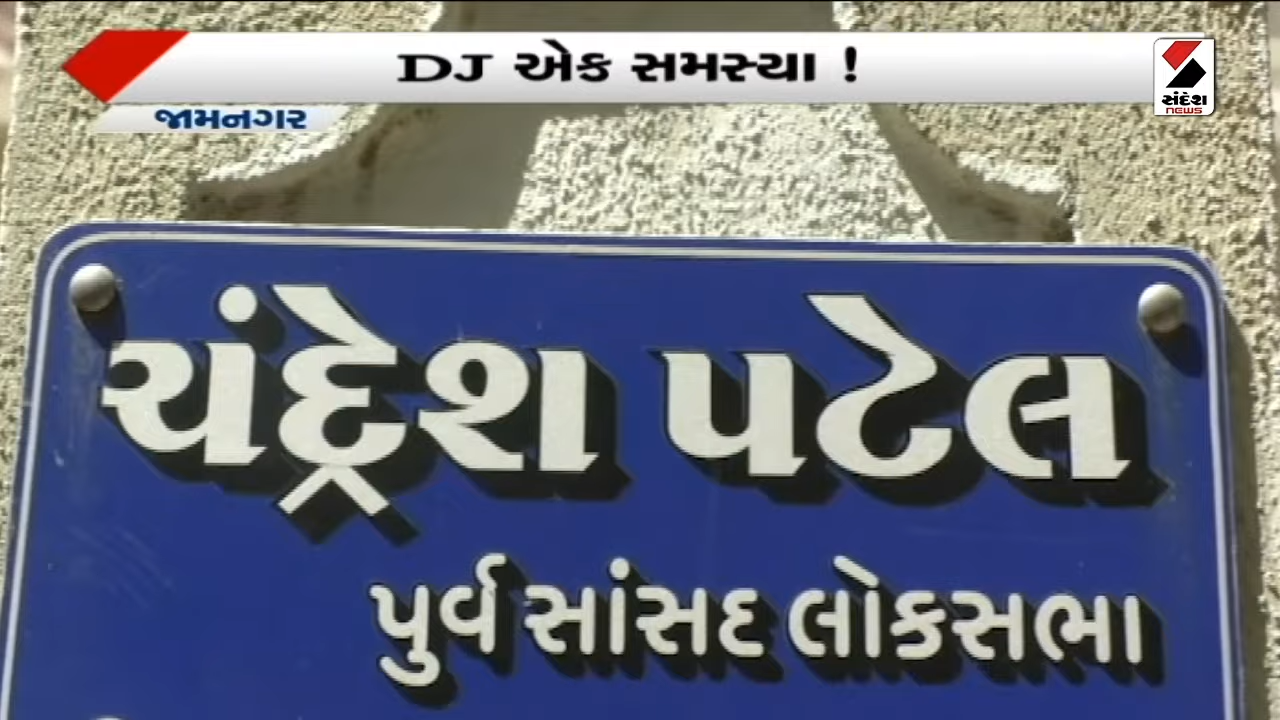 DJ એક સમસ્યા !
સંદેશ
NEWS
જામનગર
ચંદ્રેશ પટેલ
પુર્વ સાંસદ લોકસભા